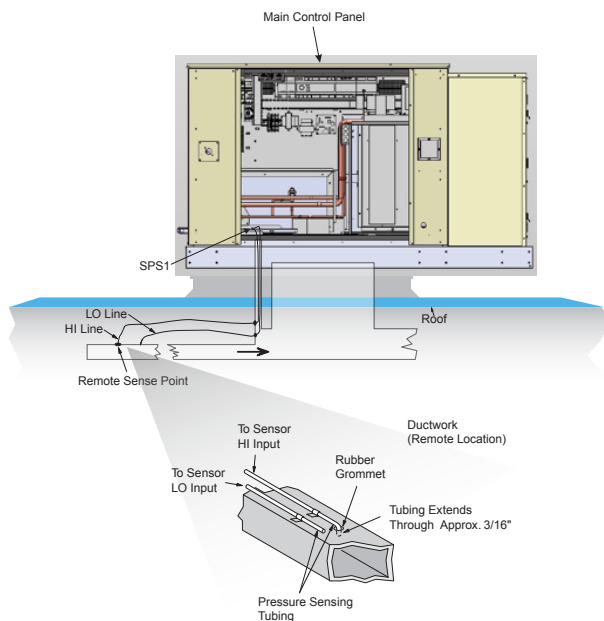 Main Control Panel
SPS1
LO Line
HI Line
Roof
Remote Sense Point
Ductwork
(Remote Location)
To Sensor
HI Input
Rubber
Grommet
To Sensor
LO Input
Tubing Extends
Through Approx. 3/16"
Pressure Sensing
Tubing